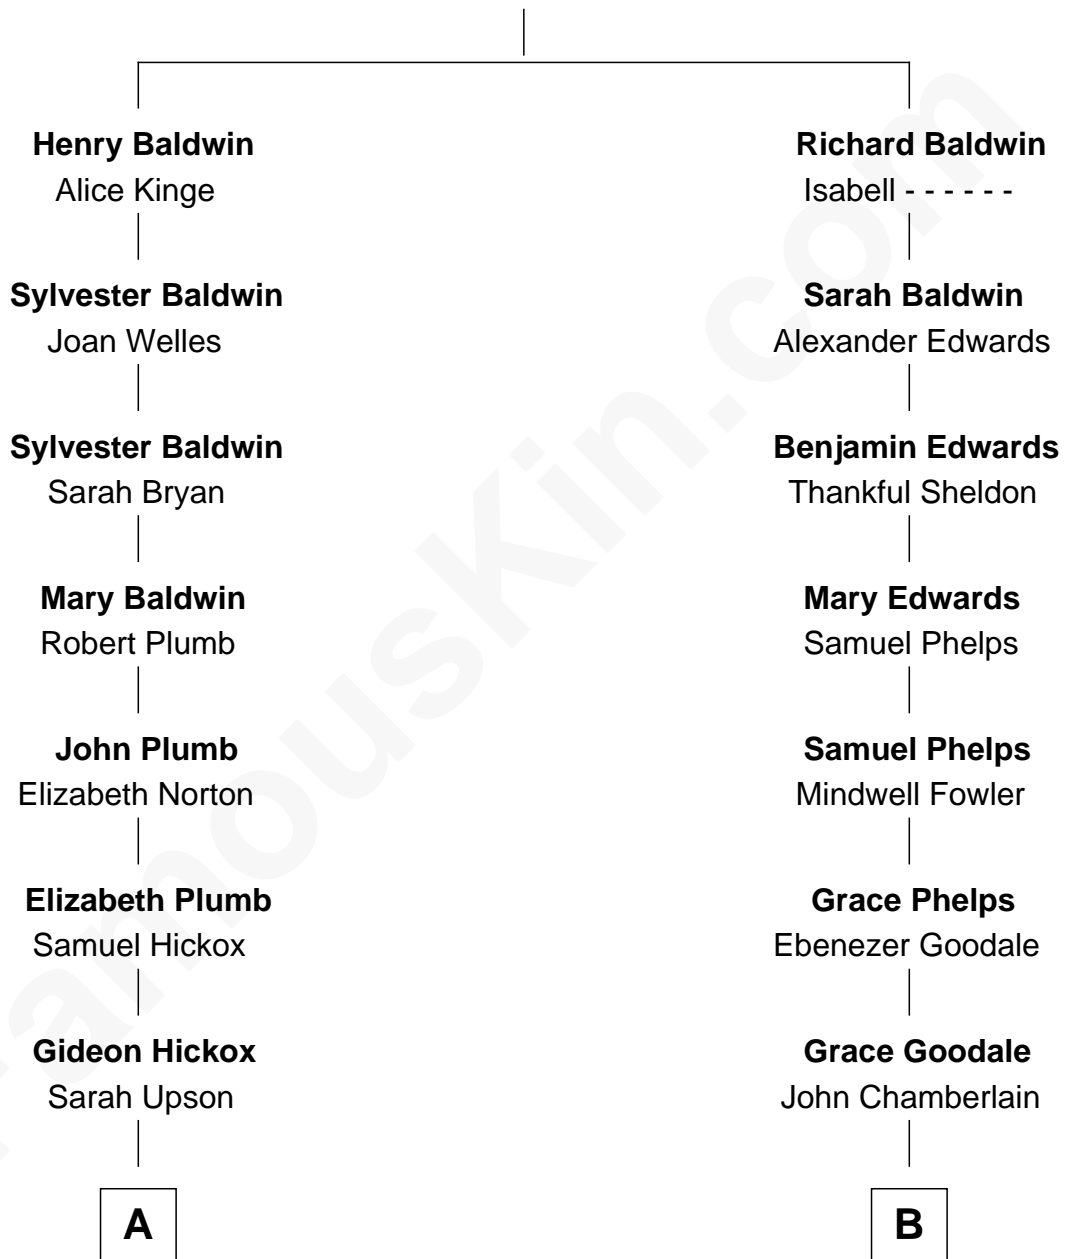 Henry Baldwin
Alice Kinge
Sylvester Baldwin
Joan Welles
Sylvester Baldwin
Sarah Bryan
Mary Baldwin
Robert Plumb
John Plumb
Elizabeth Norton
Elizabeth Plumb
Samuel Hickox
Gideon Hickox
Sarah Upson
A
Richard Baldwin
Isabell - - - - - -
Sarah Baldwin
Alexander Edwards
Benjamin Edwards
Thankful Sheldon
Mary Edwards
Samuel Phelps
Samuel Phelps
Mindwell Fowler
Grace Phelps
Ebenezer Goodale
Grace Goodale
John Chamberlain
B
FamousKin.com